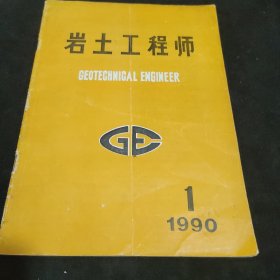 岩土工程师
GEOTECHNICAL ENGINEER
GE
1
1990